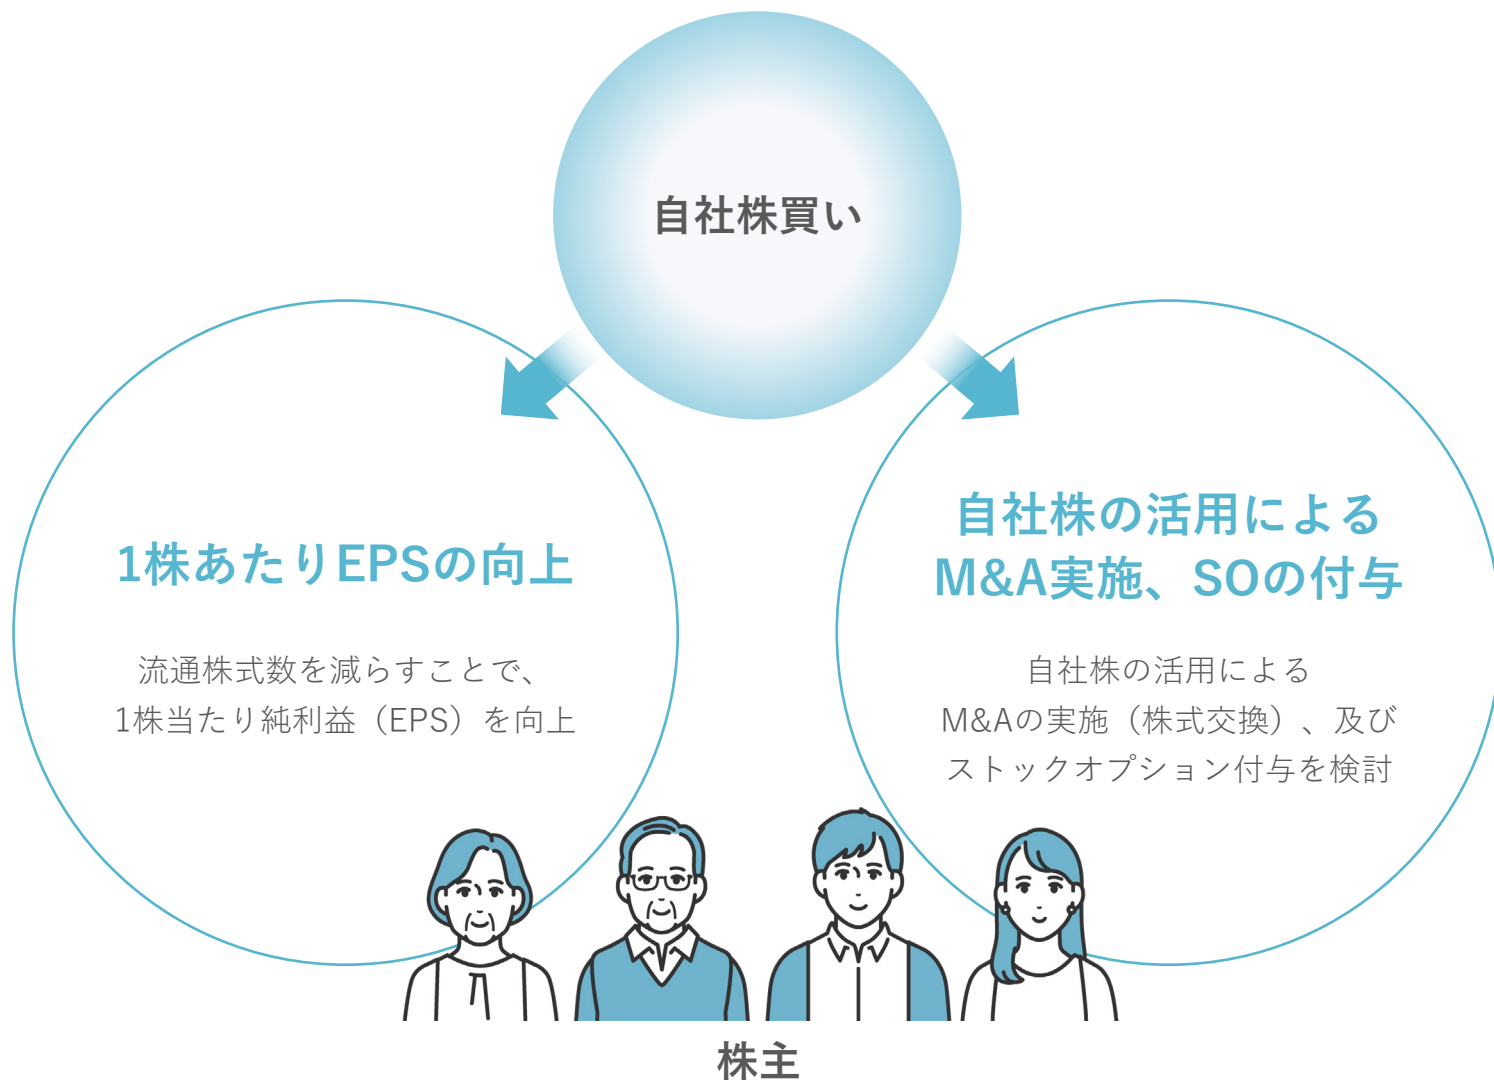 自社株買い
1株あたりEPSの向上
流通株式数を減らすことで、
1株当たり純利益（EPS）を向上
自社株の活用による
M&A実施、SOの付与
自社株の活用による
M&Aの実施（株式交換）、及び
ストックオプション付与を検討
株主